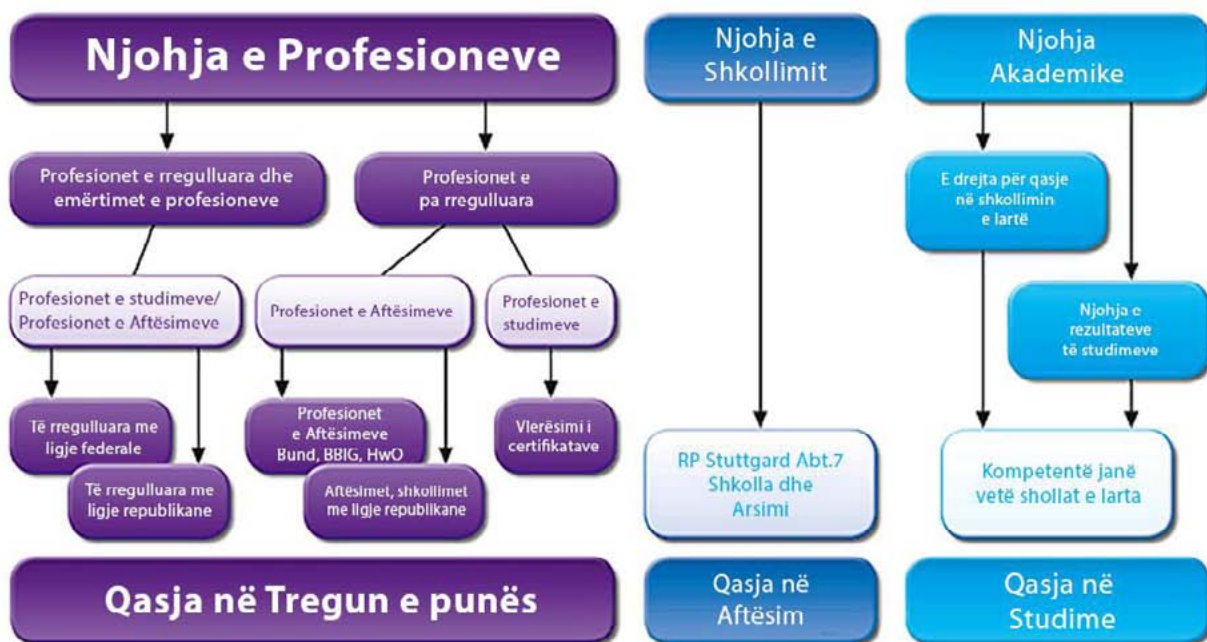 Njohja e Profesioneve
Profesionet e rregulluara dhe
emërtimet e profesioneve
Profesionet e
pa rregulluara
Profesionet e studimeve/
Profesionet e Aftësimeve
Profesionet e Aftësimeve
Profesionet e
studimeve
Të rregulluara me
ligje federale
Të rregulluara me
ligje republikane
Profesionet
e Aftësimeve
Bund, BBIG, HwO
Aftësimet, shkollimet
me ligje republikane
Vlerësimi i
certifikatave
Qasja në Tregun e punës
Njohja e
Shkollimit
RP Stuttgard Abt.7
Shkolla dhe
Arsimi
Qasja në
Aftësim
Njohja
Akademike
E drejta për qasje
në shkollimin
e lartë
Njohja e
rezultateve
të studimeve
Kompetentë janë
vetë shollat e larta
Qasja në
Studime